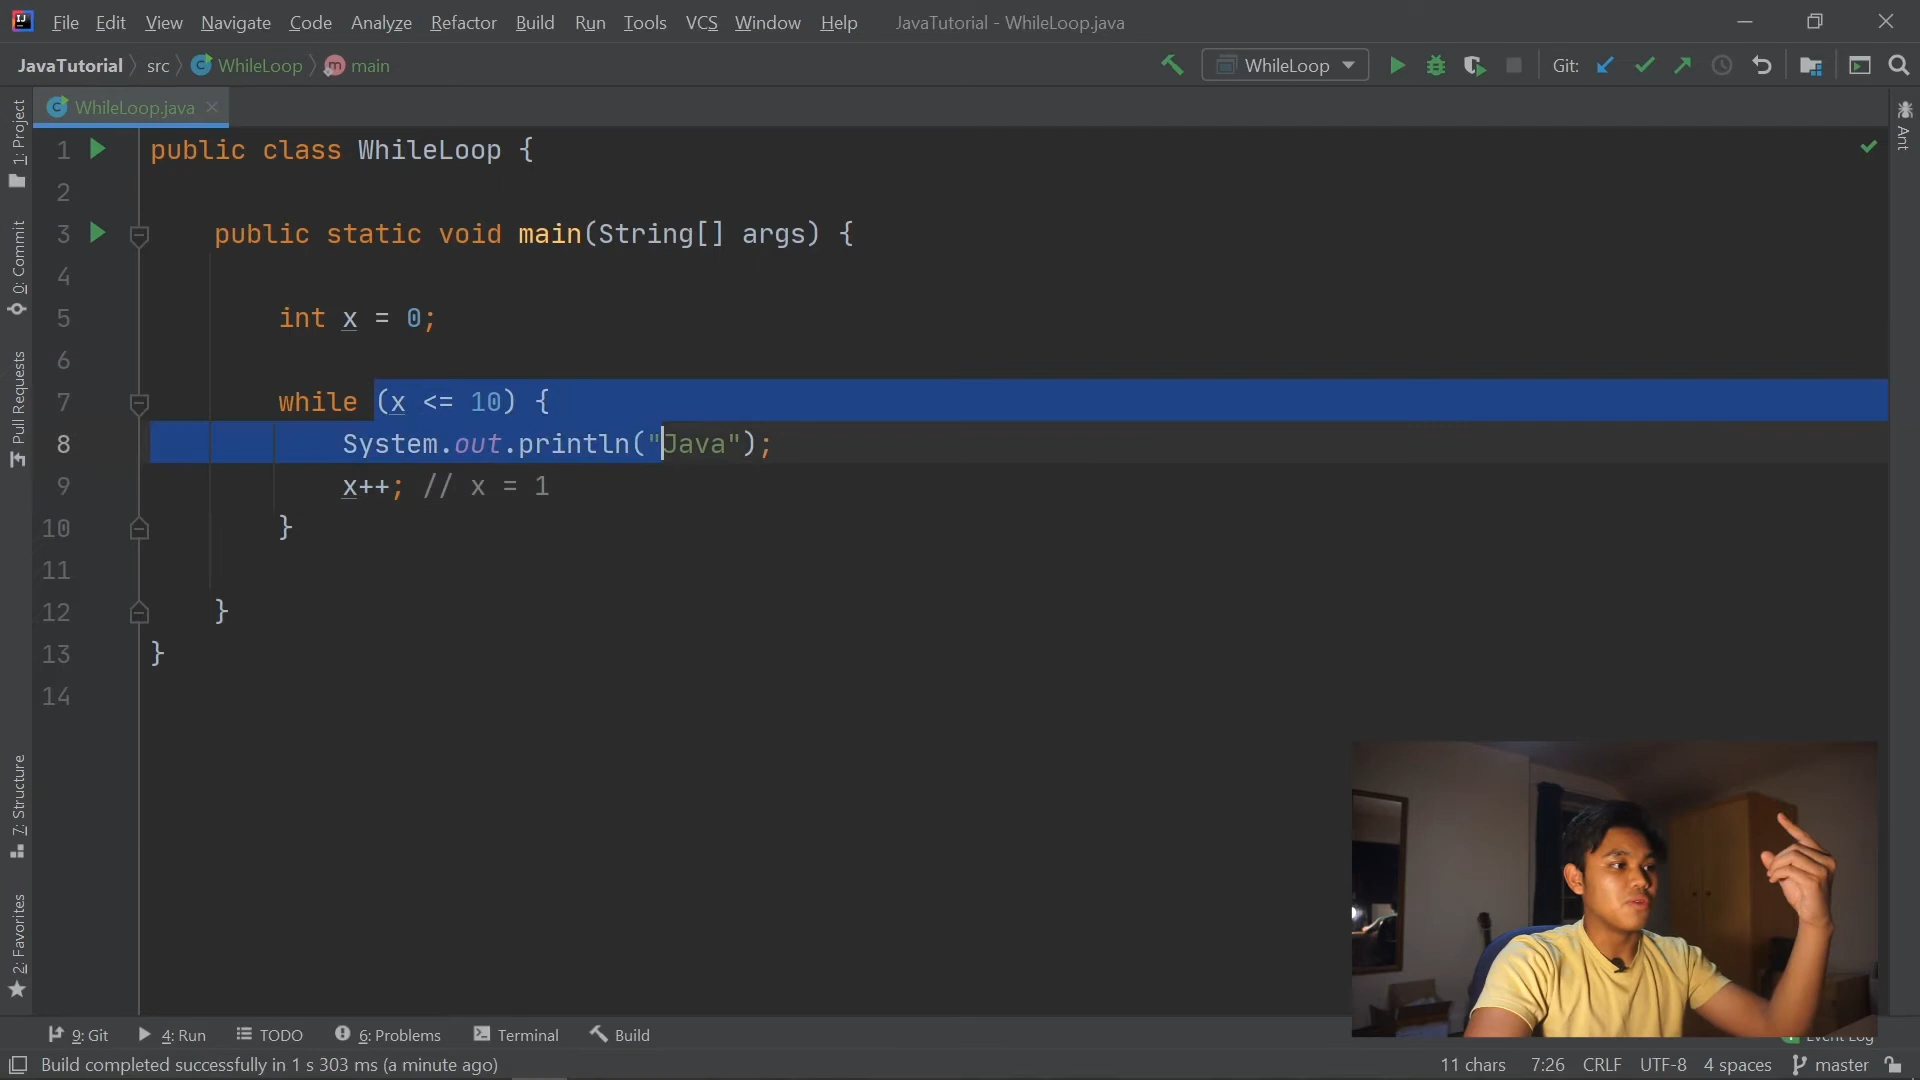 File Edit View Navigate Code Analyze Refactor Build Run Tools VCS Window Help JavaTutorial - WhileLoop.java
JavaTutorial src WhileLoop main WhileLoop Git:
WhileLoop.java
1 public class WhileLoop {
2
3 public static void main(String[] args) {
4
5 int x = 0;
6
7 while (x <= 10) {
8 System.out.println("Java");
9 x++; // x = 1
10 }
11
12 }
13 }
14
1: Project
0: Commit
Pull Requests
7: Structure
2: Favorites
Ant
9: Git 4: Run TODO 6: Problems Terminal Build Event Log
Build completed successfully in 1 s 303 ms (a minute ago) 11 chars 7:26 CRLF UTF-8 4 spaces master